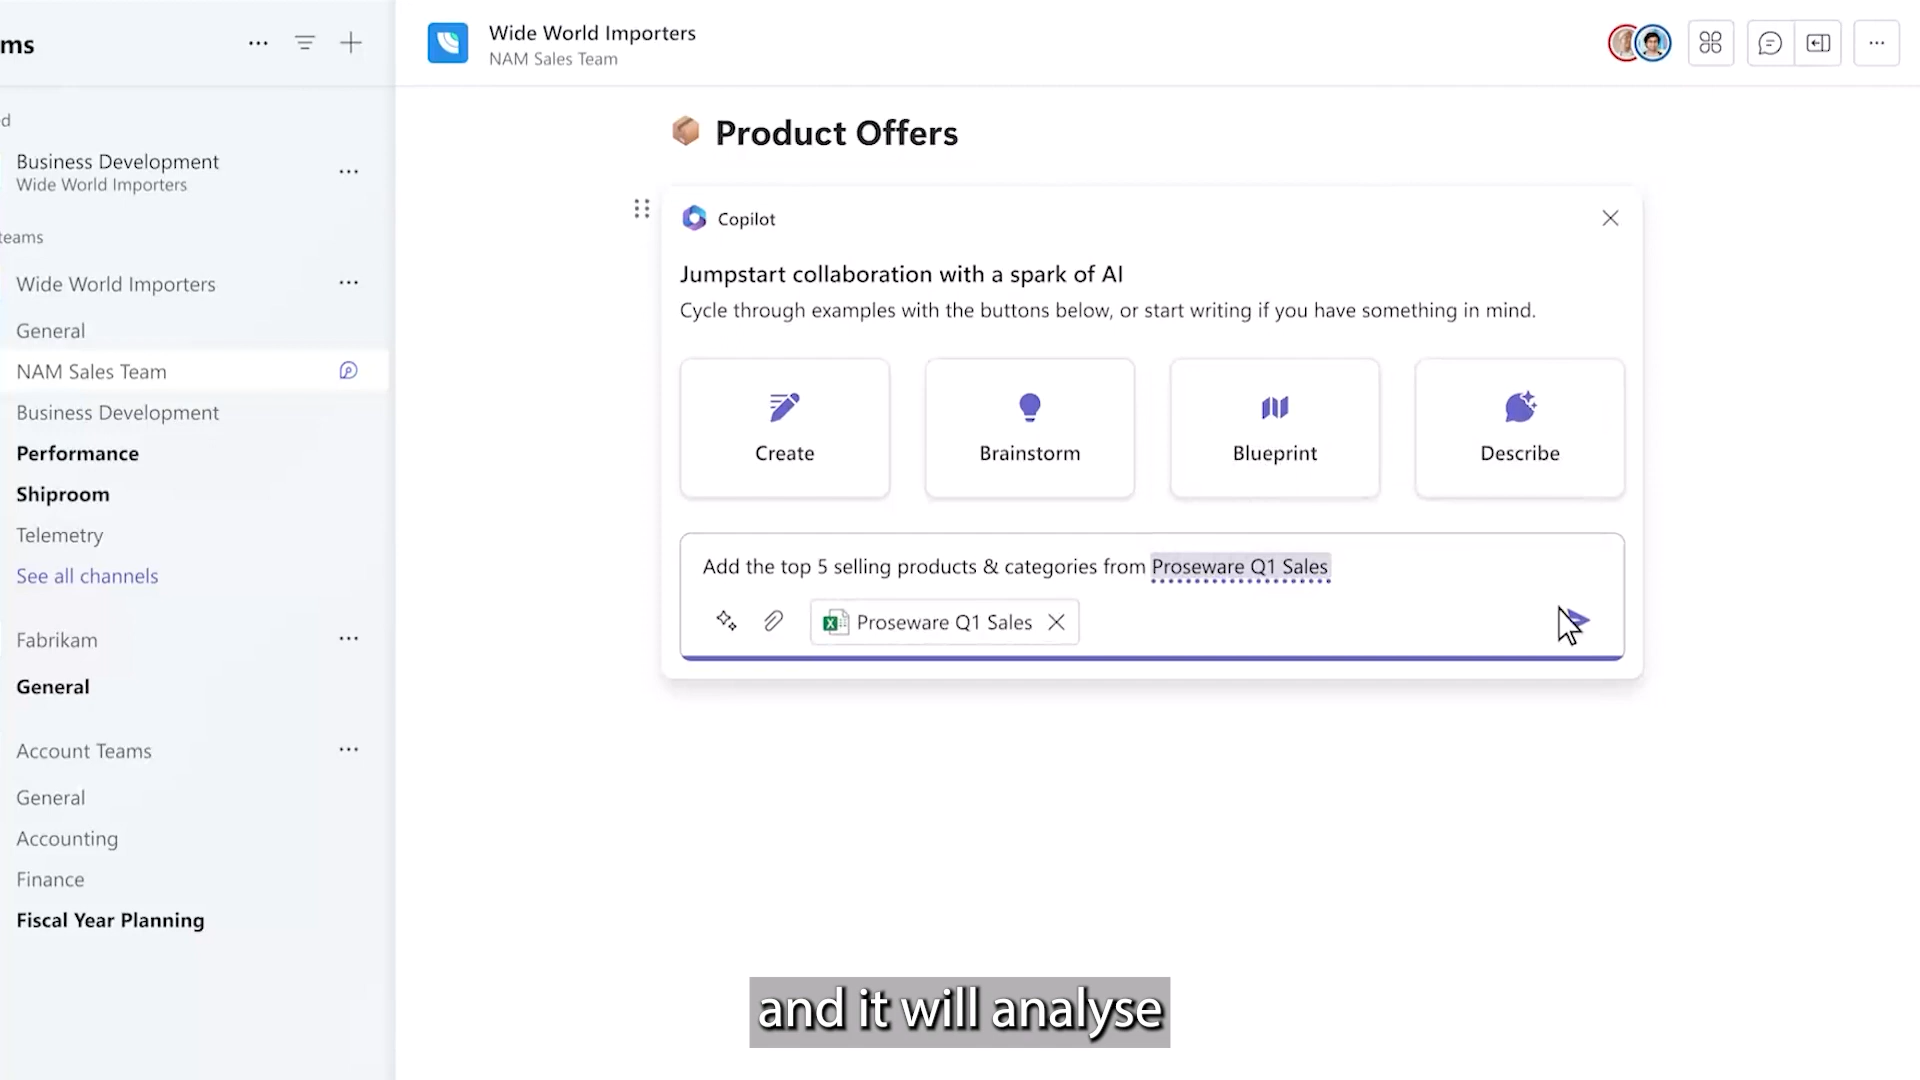 ms
Wide World Importers
NAM Sales Team
d
Business Development
Wide World Importers
teams
Wide World Importers
General
NAM Sales Team
Business Development
Performance
Shiproom
Telemetry
See all channels
Fabrikam
General
Account Teams
General
Accounting
Finance
Fiscal Year Planning
Product Offers
Copilot
Jumpstart collaboration with a spark of AI
Cycle through examples with the buttons below, or start writing if you have something in mind.
Create
Brainstorm
Blueprint
Describe
Add the top 5 selling products & categories from Proseware Q1 Sales
Proseware Q1 Sales
and it will analyse